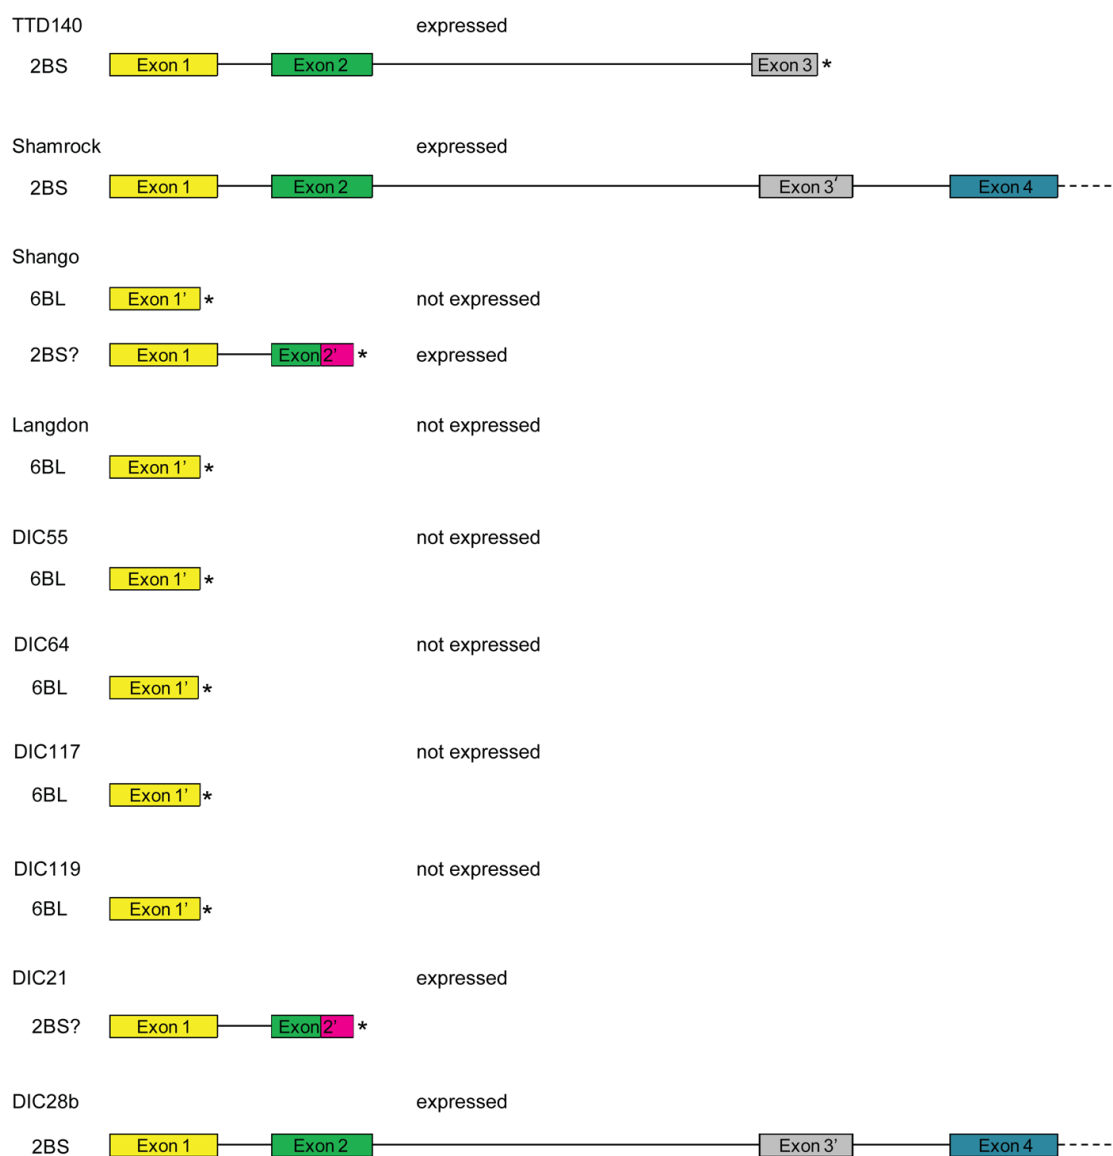 TTD140 expressed
2BS Exon 1 Exon 2 Exon 3 *
Shamrock expressed
2BS Exon 1 Exon 2 Exon 3′ Exon 4
Shango
6BL Exon 1’ * not expressed
2BS? Exon 1 Exon 2’ * expressed
Langdon not expressed
6BL Exon 1’ *
DIC55 not expressed
6BL Exon 1’ *
DIC64 not expressed
6BL Exon 1’ *
DIC117 not expressed
6BL Exon 1’ *
DIC119 not expressed
6BL Exon 1’ *
DIC21 expressed
2BS? Exon 1 Exon 2’ *
DIC28b expressed
2BS Exon 1 Exon 2 Exon 3’ Exon 4